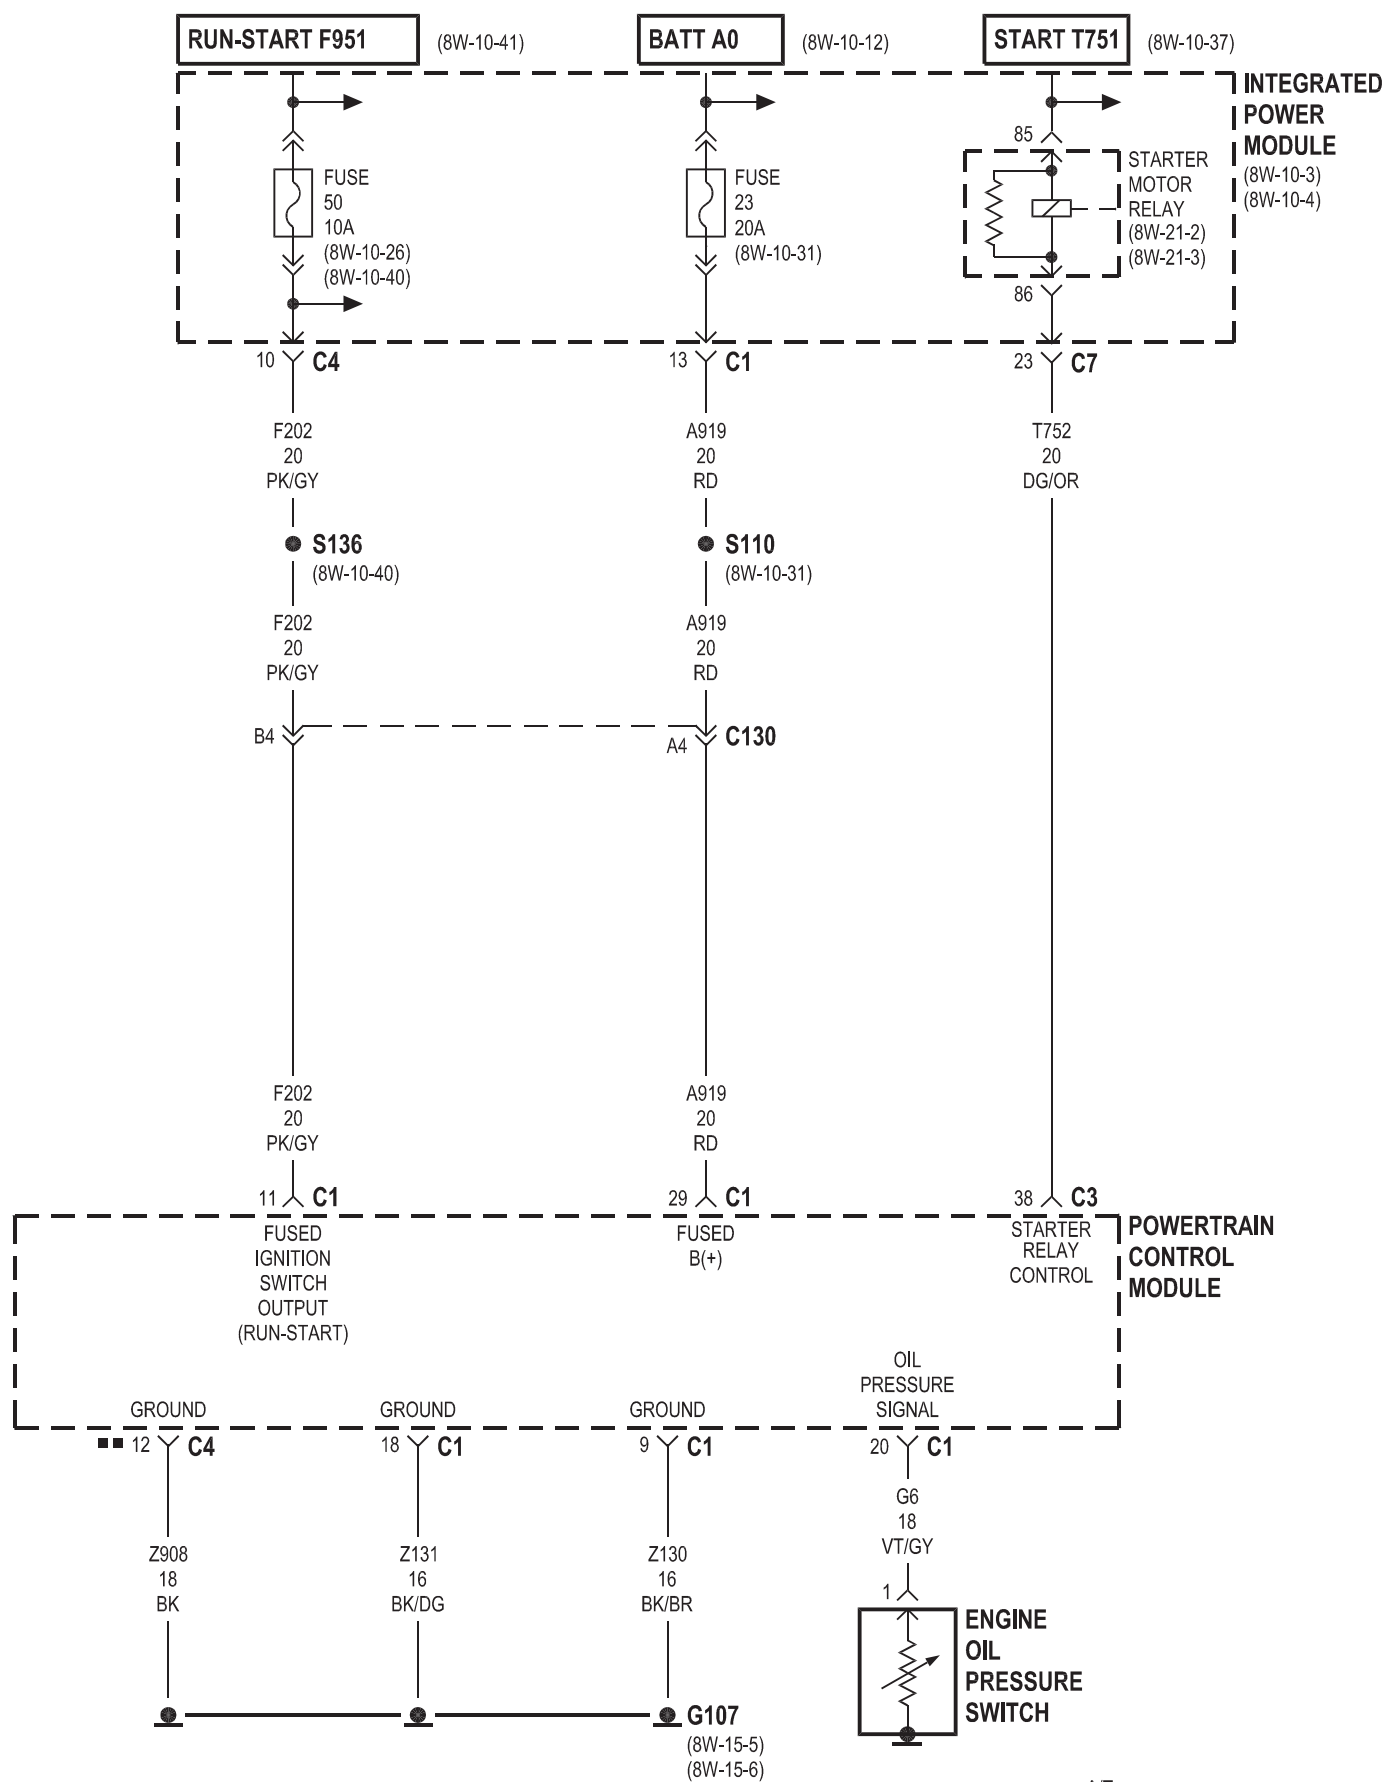 RUN-START F951 (8W-10-41) BATT A0 (8W-10-12) START T751 (8W-10-37)
INTEGRATED
POWER
MODULE
(8W-10-3)
(8W-10-4)
FUSE
50
10A
(8W-10-26)
(8W-10-40)
FUSE
23
20A
(8W-10-31)
85
STARTER
MOTOR
RELAY
(8W-21-2)
(8W-21-3)
86
10 C4 13 C1 23 C7
F202
20
PK/GY
A919
20
RD
T752
20
DG/OR
S136
(8W-10-40)
S110
(8W-10-31)
F202
20
PK/GY
A919
20
RD
B4 A4 C130
F202
20
PK/GY
A919
20
RD
11 C1 29 C1 38 C3
FUSED
IGNITION
SWITCH
OUTPUT
(RUN-START)
FUSED
B(+)
STARTER
RELAY
CONTROL
POWERTRAIN
CONTROL
MODULE
GROUND GROUND GROUND
OIL
PRESSURE
SIGNAL
12 C4 18 C1 9 C1 20 C1
Z908
18
BK
Z131
16
BK/DG
Z130
16
BK/BR
G6
18
VT/GY
1
ENGINE
OIL
PRESSURE
SWITCH
G107
(8W-15-5)
(8W-15-6)